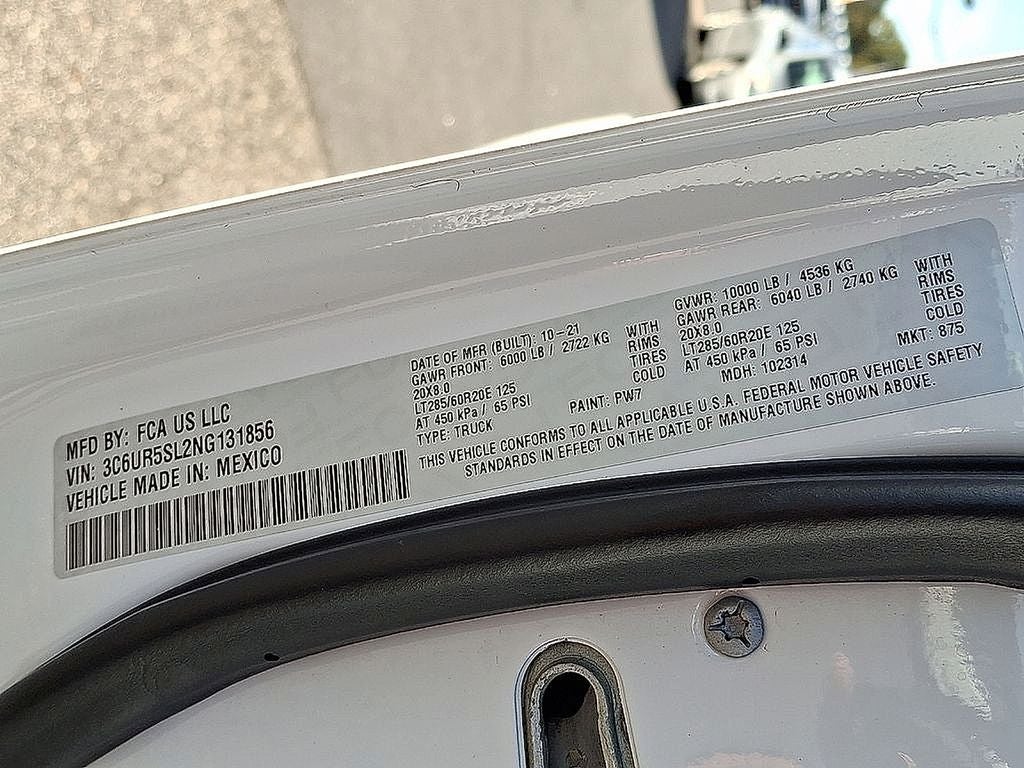 MFD BY: FCA US LLC
VIN: 3C6UR5SL2NG131856
VEHICLE MADE IN: MEXICO
DATE OF MFR (BUILT): 10-21
GAWR FRONT: 6000 LB / 2722 KG WITH
20X8.0 RIMS
LT285/60R20E 125 TIRES
AT 450 kPa / 65 PSI COLD
TYPE: TRUCK PAINT: PW7
GVWR: 10000 LB / 4536 KG
GAWR REAR: 6040 LB / 2740 KG WITH
20X8.0 RIMS
LT285/60R20E 125 TIRES
AT 450 kPa / 65 PSI COLD
MDH: 102314 MKT: 875
THIS VEHICLE CONFORMS TO ALL APPLICABLE U.S.A. FEDERAL MOTOR VEHICLE SAFETY
STANDARDS IN EFFECT ON THE DATE OF MANUFACTURE SHOWN ABOVE.